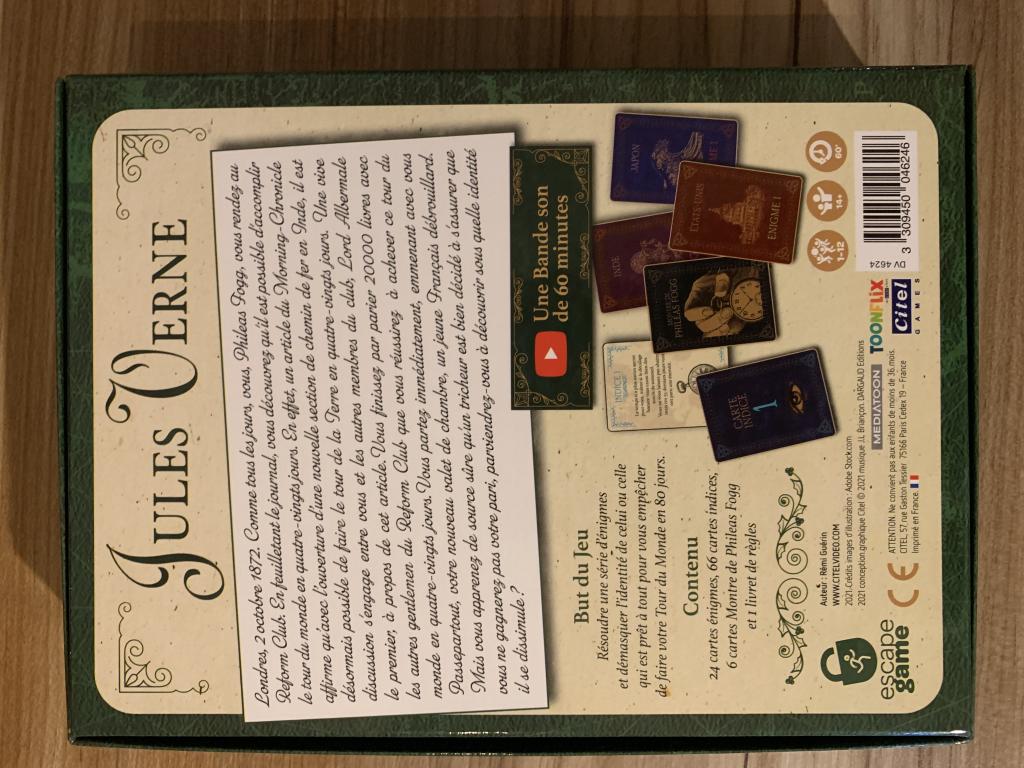 JULES VERNE
Londres, 2 octobre 1872. Comme tous les jours, vous, Phileas Fogg, vous rendez au
Reform Club. En feuilletant le journal, vous découvrez qu'il est possible d'accomplir
le tour du monde en quatre-vingts jours. En effet, un article du Morning-Chronicle
affirme qu'avec l'ouverture d'une nouvelle section de chemin de fer en Inde, il est
désormais possible de faire le tour de la Terre en quatre-vingts jours. Une vive
discussion s'engage entre vous et les autres membres du club, Lord Albermale
le premier, à propos de cet article. Vous finissez par parier 20000 livres avec
les autres gentlemen du Reform Club que vous réussirez à achever ce tour du
monde en quatre-vingts jours. Vous partez immédiatement, emmenant avec vous
Passepartout, votre nouveau valet de chambre, un jeune Français débrouillard.
Mais vous apprenez de source sûre qu'un tricheur est bien décidé à s'assurer que
vous ne gagnerez pas votre pari, parviendrez-vous à découvrir sous quelle identité
il se dissimule ?
Une Bande son
de 60 minutes
But du Jeu
Résoudre une série d'énigmes
et démasquer l'identité de celui ou celle
qui est prêt à tout pour vous empêcher
de faire votre Tour du Monde en 80 jours.
Contenu
24 cartes énigmes, 66 cartes indices,
6 cartes Montre de Phileas Fogg
et 1 livret de règles
INDICE 1
INDE
JAPON
ÉTATS-UNIS
ÉNIGME 1
MONTRE DE
PHILÉAS FOGG
CARTE
INDICE
1
1-12
14+
60'
escape
game
Auteur : Rémi Guérin
WWW.CITELVIDEO.COM
2021.Crédits images d'illustration : Adobe Stock.com
2021 conception graphique Citel © 2021 musique J.L Briançon. DARGAUD Editions
MEDIATOON
TOONFLIX
Citel
GAMES
CE
ATTENTION. Ne convient pas aux enfants de moins de 36 mois.
CITEL, 57, rue Gaston Tessier 75166 Paris Cedex 19 – France
Imprimé en France.
DV 4624
3 309450 046246